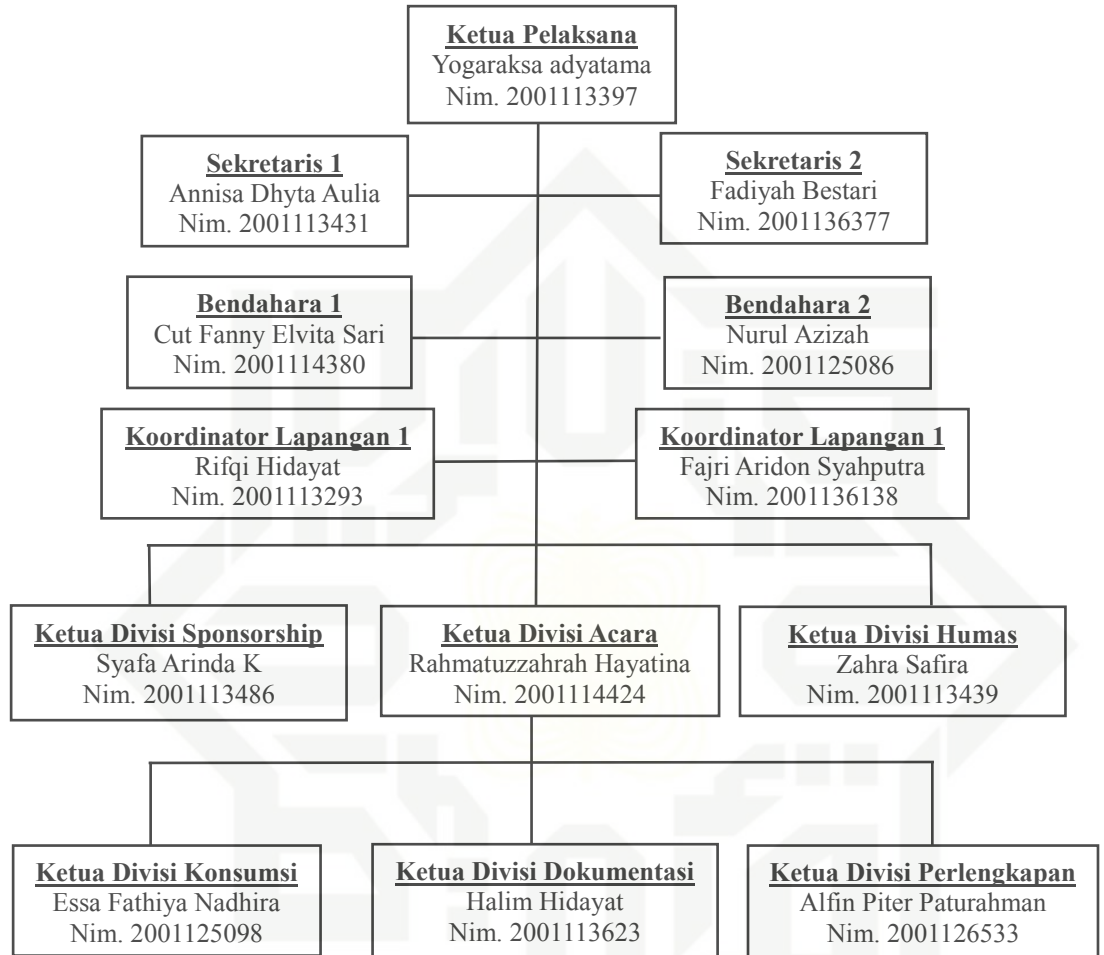 Ketua Pelaksana
Yogaraksa adyatama
Nim. 2001113397
Sekretaris 1
Annisa Dhyta Aulia
Nim. 2001113431
Sekretaris 2
Fadiyah Bestari
Nim. 2001136377
Bendahara 1
Cut Fanny Elvita Sari
Nim. 2001114380
Bendahara 2
Nurul Azizah
Nim. 2001125086
Koordinator Lapangan 1
Rifqi Hidayat
Nim. 2001113293
Koordinator Lapangan 1
Fajri Aridon Syahputra
Nim. 2001136138
Ketua Divisi Sponsorship
Syafa Arinda K
Nim. 2001113486
Ketua Divisi Acara
Rahmatuzzahrah Hayatina
Nim. 2001114424
Ketua Divisi Humas
Zahra Safira
Nim. 2001113439
Ketua Divisi Konsumsi
Essa Fathiya Nadhira
Nim. 2001125098
Ketua Divisi Dokumentasi
Halim Hidayat
Nim. 2001113623
Ketua Divisi Perlengkapan
Alfin Piter Paturahman
Nim. 2001126533